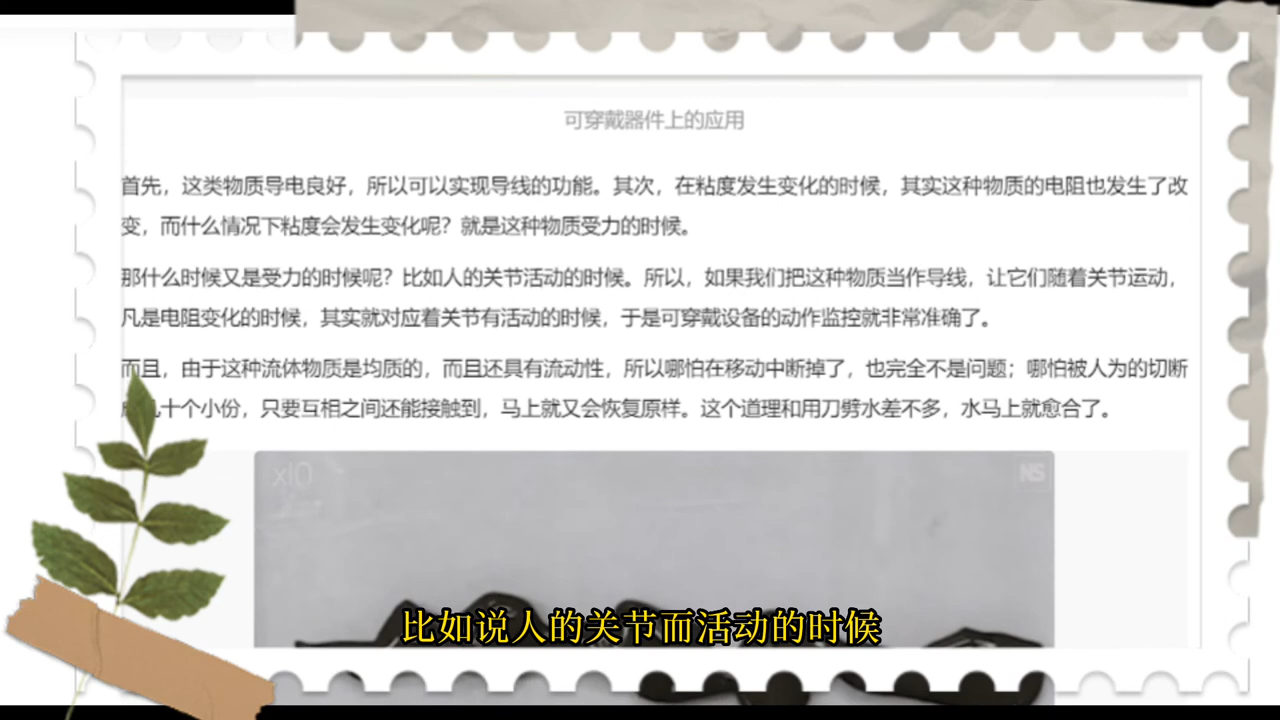 可穿戴器件上的应用
首先，这类物质导电良好，所以可以实现导线的功能。其次，在粘度发生变化的时候，其实这种物质的电阻也发生了改
变，而什么情况下粘度会发生变化呢？就是这种物质受力的时候。
那什么时候又是受力的时候呢？比如人的关节活动的时候。所以，如果我们把这种物质当作导线，让它们随着关节运动，
凡是电阻变化的时候，其实就对应着关节有活动的时候，于是可穿戴设备的动作监控就非常准确了。
而且，由于这种流体物质是均质的，而且还具有流动性，所以哪怕在移动中断掉了，也完全不是问题；哪怕被人为的切断
几十个小份，只要互相之间还能接触到，马上就又会恢复原样。这个道理和用刀劈水差不多，水马上就愈合了。
x10
NS
比如说人的关节而活动的时候